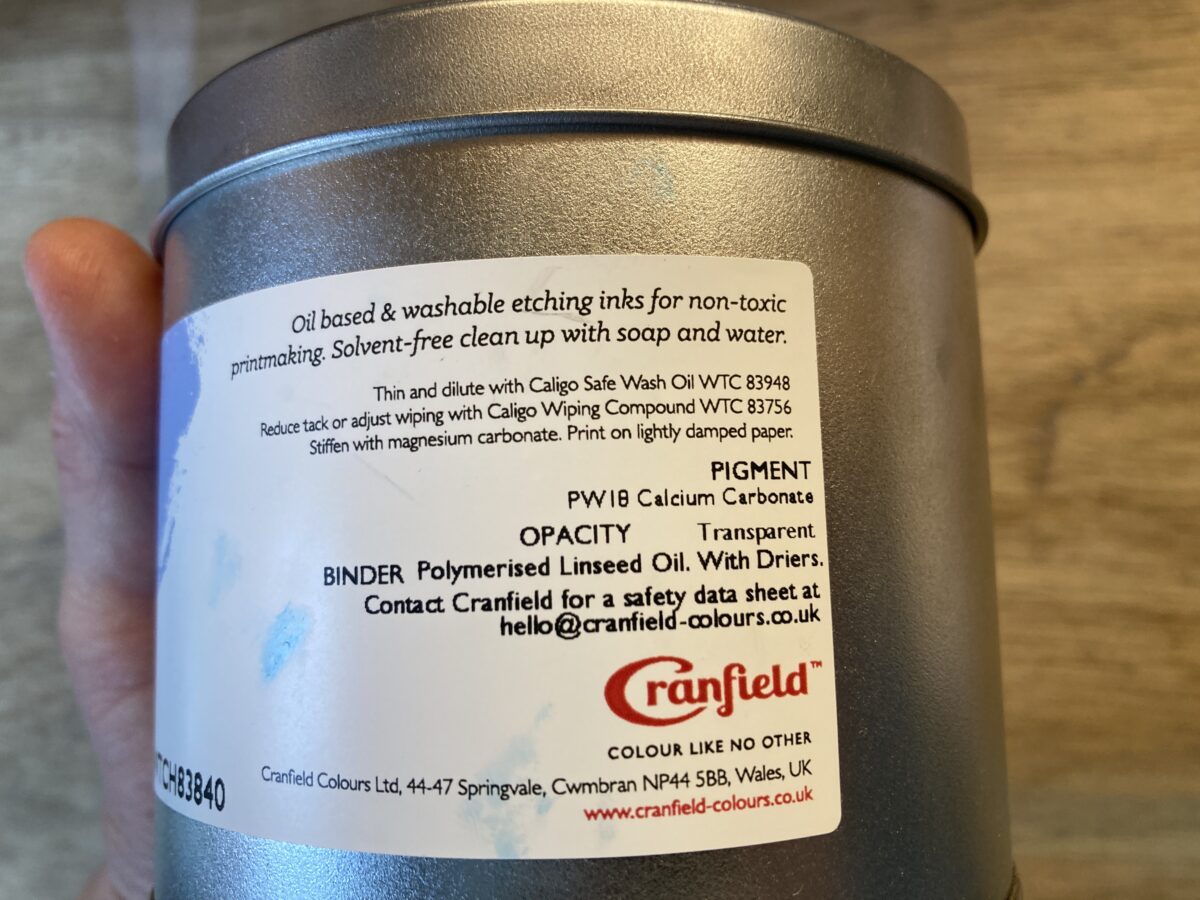 Oil based & washable etching inks for non-toxic
printmaking. Solvent-free clean up with soap and water.
Thin and dilute with Caligo Safe Wash Oil WTC 83948
Reduce tack or adjust wiping with Caligo Wiping Compound WTC 83756
Stiffen with magnesium carbonate. Print on lightly damped paper.
PIGMENT
PW18 Calcium Carbonate
OPACITY Transparent
BINDER Polymerised Linseed Oil. With Driers.
Contact Cranfield for a safety data sheet at
hello@cranfield-colours.co.uk
Cranfield™
COLOUR LIKE NO OTHER
Cranfield Colours Ltd, 44-47 Springvale, Cwmbran NP44 5BB, Wales, UK
www.cranfield-colours.co.uk
TCH83840